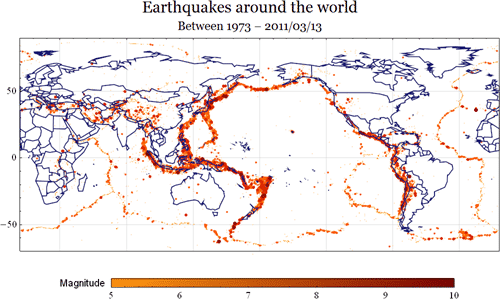 Earthquakes around the world
Between 1973 – 2011/03/13
50
0
−50
Magnitude
5 6 7 8 9 10